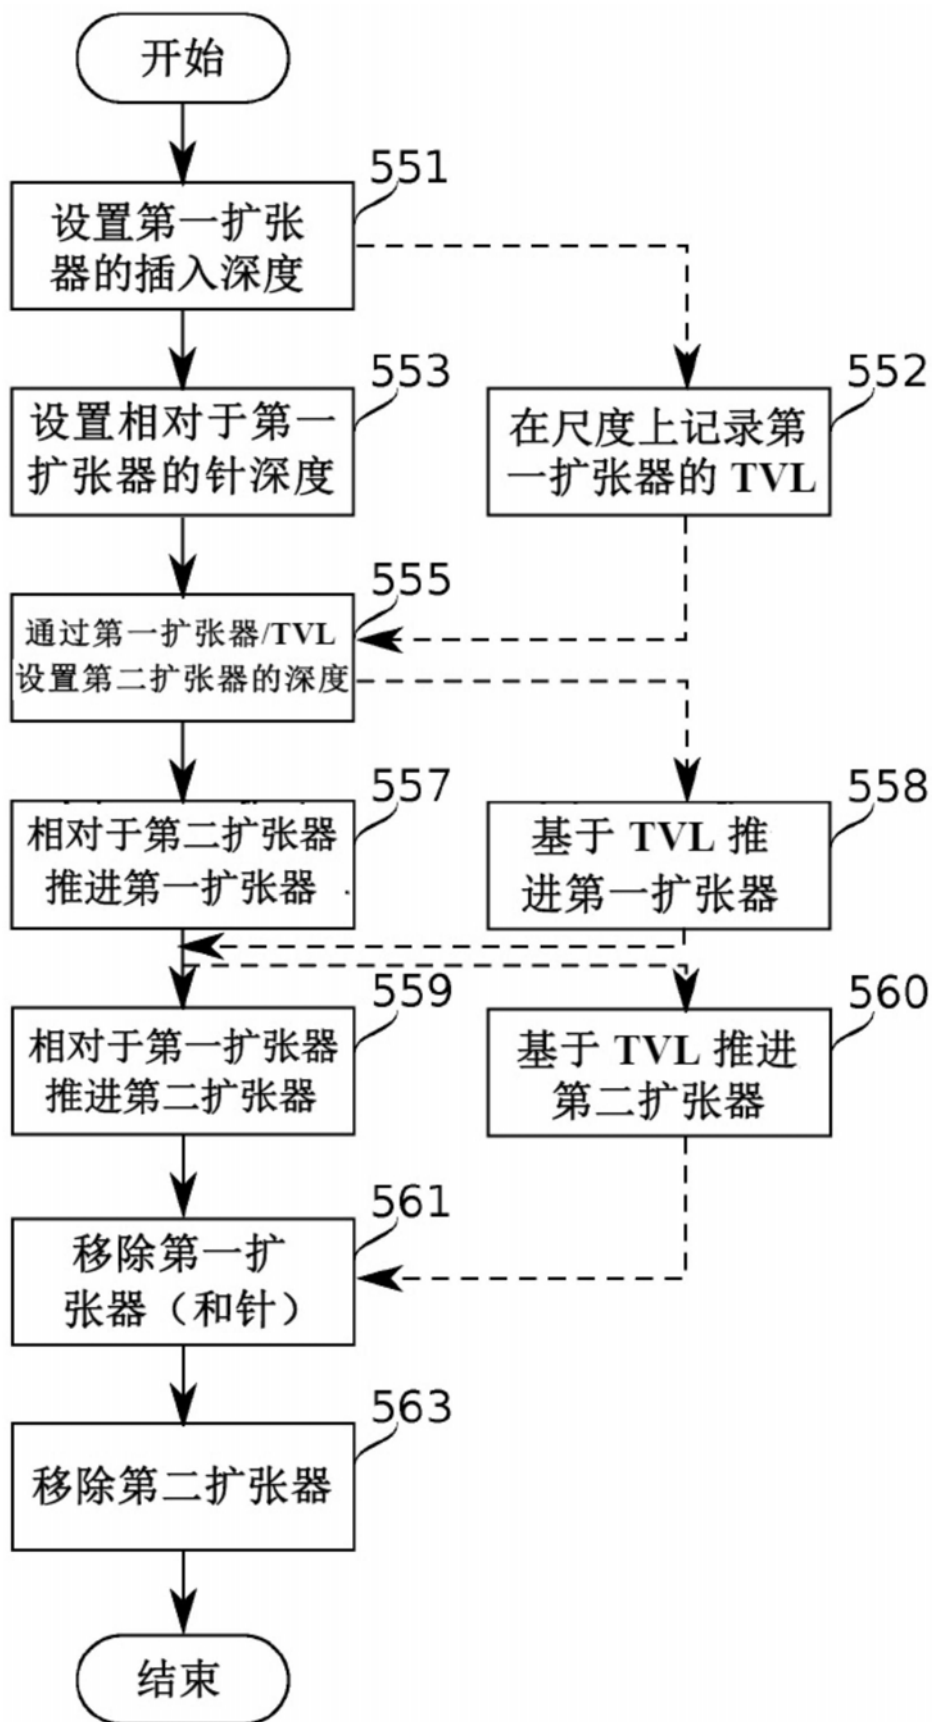 开始
551
设置第一扩张
器的插入深度
553
设置相对于第一
扩张器的针深度
552
在尺度上记录第
一扩张器的 TVL
555
通过第一扩张器/TVL
设置第二扩张器的深度
557
相对于第二扩张器
推进第一扩张器
558
基于 TVL 推
进第一扩张器
559
相对于第一扩张器
推进第二扩张器
560
基于 TVL 推进
第二扩张器
561
移除第一扩
张器（和针）
563
移除第二扩张器
结束